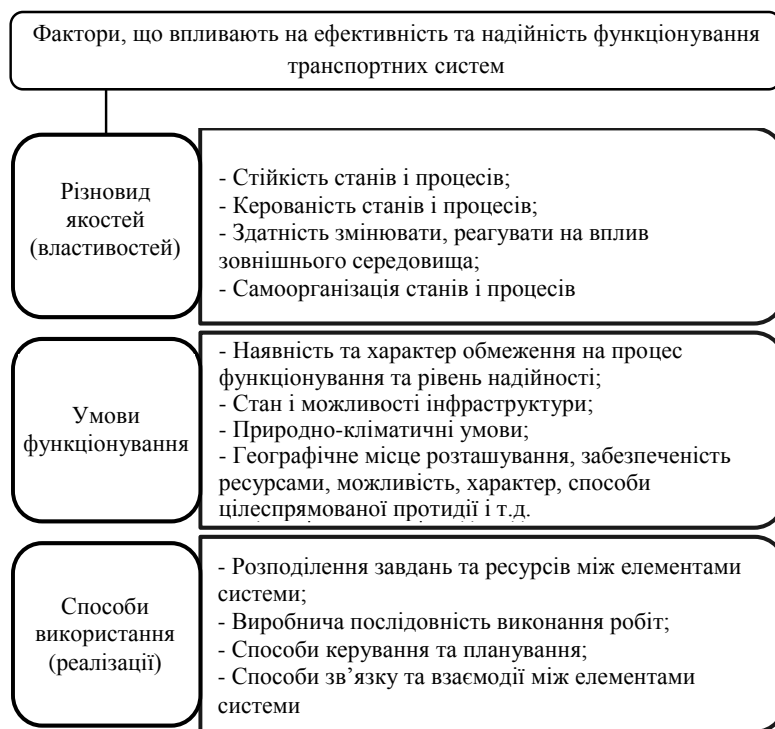 Фактори, що впливають на ефективність та надійність функціонування
транспортних систем
Різновид
якостей
(властивостей)
- Стійкість станів і процесів;
- Керованість станів і процесів;
- Здатність змінювати, реагувати на вплив
зовнішнього середовища;
- Самоорганізація станів і процесів
Умови
функціонування
- Наявність та характер обмеження на процес
функціонування та рівень надійності;
- Стан і можливості інфраструктури;
- Природно-кліматичні умови;
- Географічне місце розташування, забезпеченість
ресурсами, можливість, характер, способи
цілеспрямованої протидії і т.д.
Способи
використання
(реалізації)
- Розподілення завдань та ресурсів між елементами
системи;
- Виробнича послідовність виконання робіт;
- Способи керування та планування;
- Способи зв’язку та взаємодії між елементами
системи